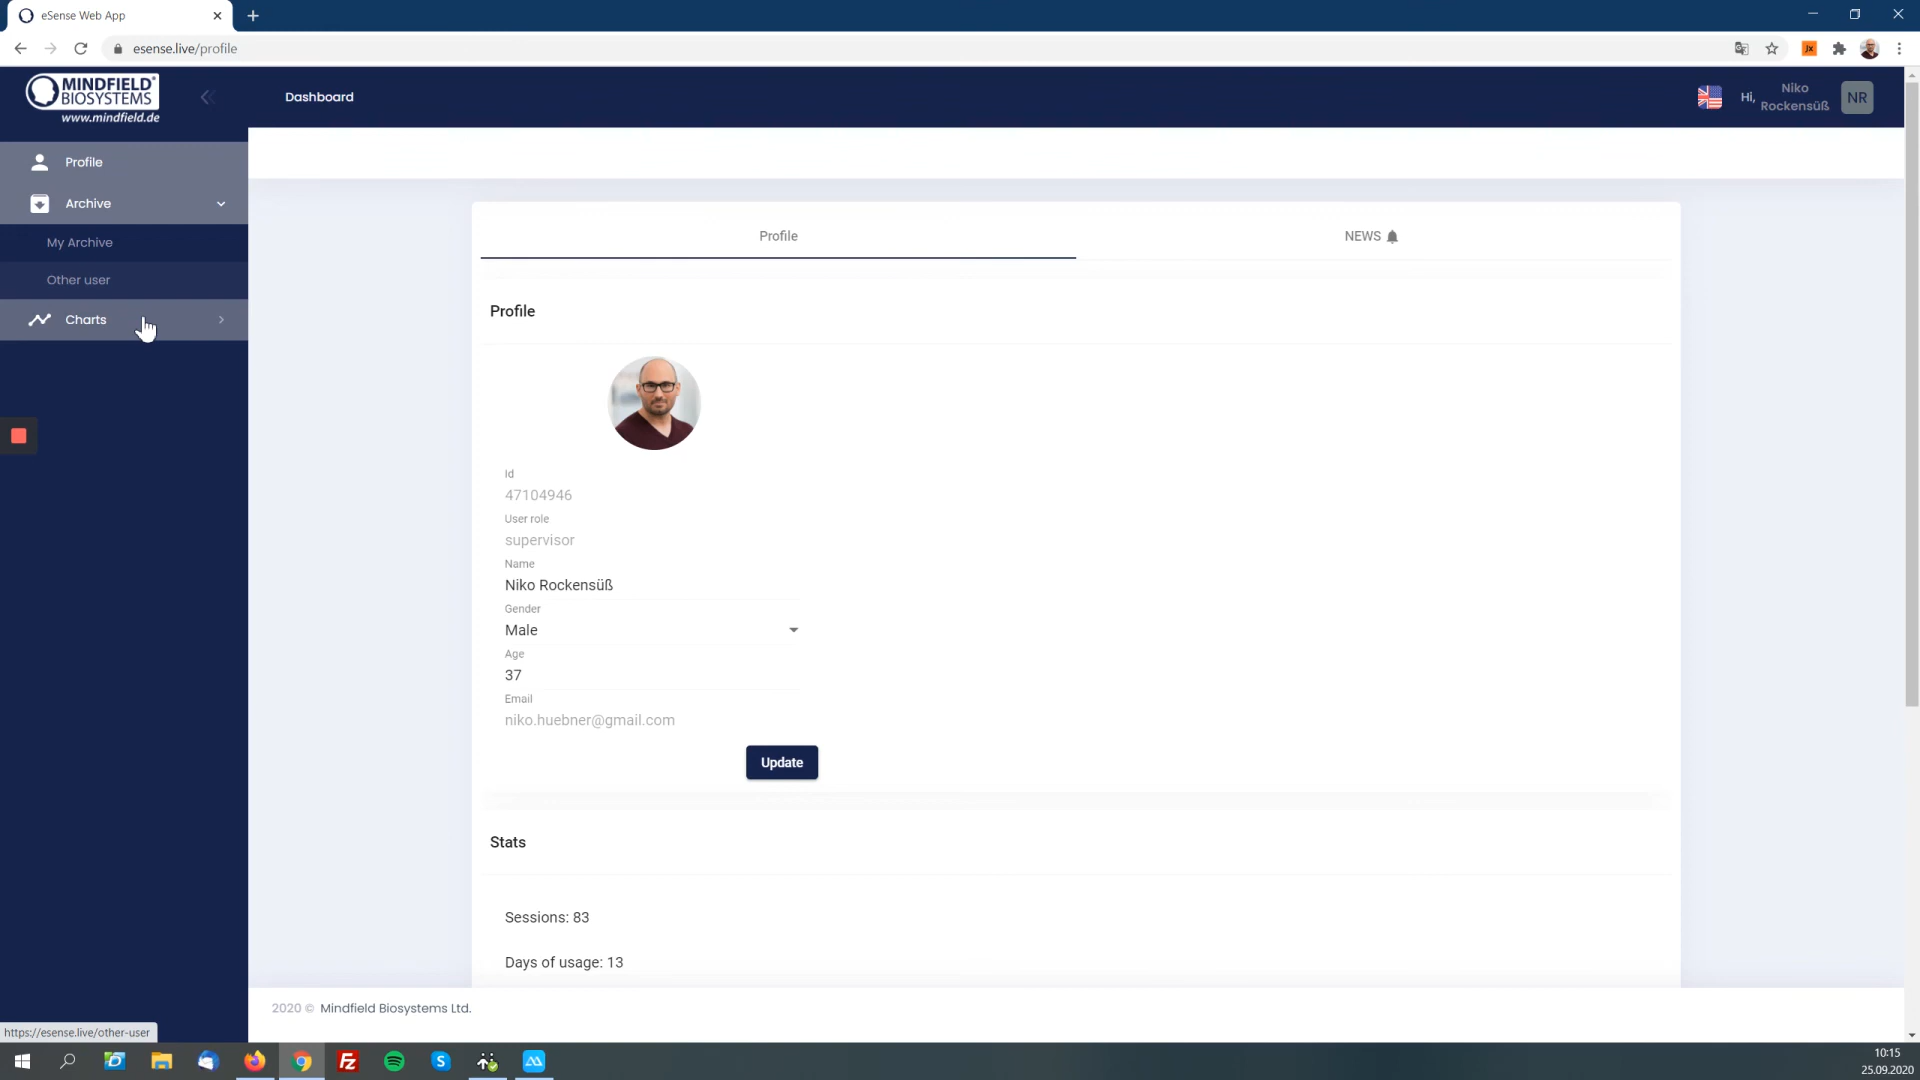 eSense Web App
esense.live/profile
MINDFIELD®
BIOSYSTEMS
www.mindfield.de
Dashboard
Hi,
Niko
Rockensüß
NR
Profile
Archive
My Archive
Other user
Charts
Profile
NEWS
Profile
Id
47104946
User role
supervisor
Name
Niko Rockensüß
Gender
Male
Age
37
Email
niko.huebner@gmail.com
Update
Stats
Sessions: 83
Days of usage: 13
2020 © Mindfield Biosystems Ltd.
https://esense.live/other-user
10:15
25.09.2020